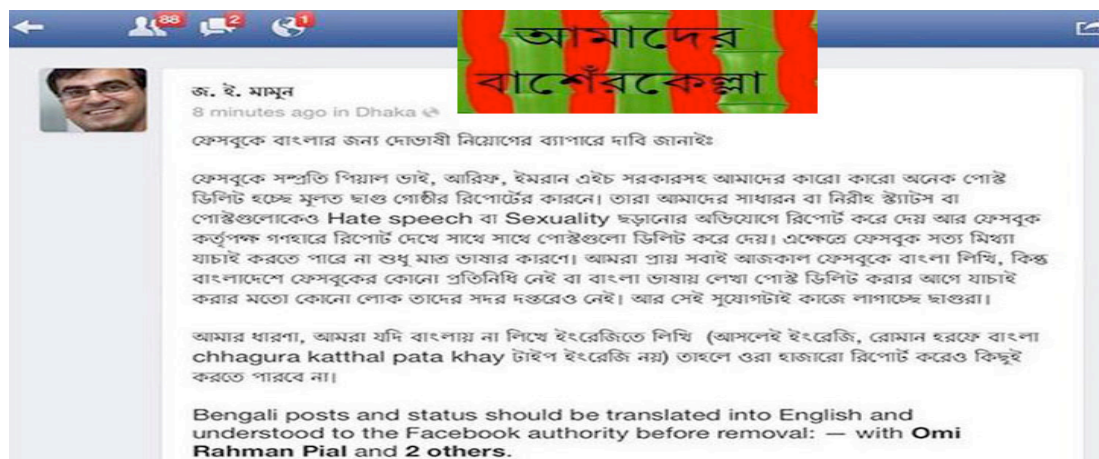 88 2 1
আমাদের
বাশেঁরকেল্লা
জ. ই. মামুন
8 minutes ago in Dhaka
ফেসবুকে বাংলার জন্য দোভাষী নিয়োগের ব্যাপারে দাবি জানাইঃ
ফেসবুকে সম্প্রতি পিয়াল ভাই, আরিফ, ইমরান এইচ সরকারসহ আমাদের কারো কারো অনেক পোস্ট
ডিলিট হচ্ছে মূলত ছাগু গোষ্ঠীর রিপোর্টের কারনে। তারা আমাদের সাধারন বা নিরীহ স্ট্যাটস বা
পোস্টগুলোকেও Hate speech বা Sexuality ছড়ানোর অভিযোগে রিপোর্ট করে দেয় আর ফেসবুক
কর্তৃপক্ষ গণহারে রিপোর্ট দেখে সাথে সাথে পোস্টগুলো ডিলিট করে দেয়। এক্ষেত্রে ফেসবুক সত্য মিথ্যা
যাচাই করতে পারে না শুধু মাত্র ভাষার কারণে। আমরা প্রায় সবাই আজকাল ফেসবুকে বাংলা লিখি, কিন্তু
বাংলাদেশে ফেসবুকের কোনো প্রতিনিধি নেই বা বাংলা ভাষায় লেখা পোস্ট ডিলিট করার আগে যাচাই
করার মতো কোনো লোক তাদের সদর দপ্তরেও নেই। আর সেই সুযোগটাই কাজে লাগাচ্ছে ছাগুরা।
আমার ধারণা, আমরা যদি বাংলায় না লিখে ইংরেজিতে লিখি (আসলেই ইংরেজি, রোমান হরফে বাংলা
chhagura katthal pata khay টাইপ ইংরেজি নয়) তাহলে ওরা হাজারো রিপোর্ট করেও কিছুই
করতে পারবে না।
Bengali posts and status should be translated into English and
understood to the Facebook authority before removal: — with Omi
Rahman Pial and 2 others.